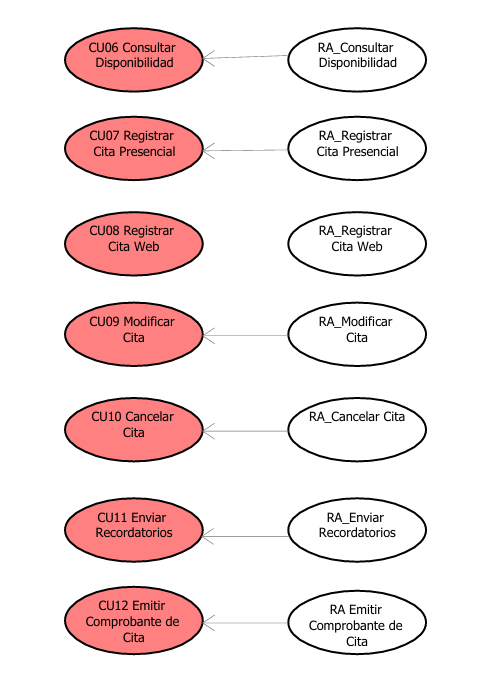 CU06 Consultar
Disponibilidad
RA_Consultar
Disponibilidad
CU07 Registrar
Cita Presencial
RA_Registrar
Cita Presencial
CU08 Registrar
Cita Web
RA_Registrar
Cita Web
CU09 Modificar
Cita
RA_Modificar
Cita
CU10 Cancelar
Cita
RA_Cancelar Cita
CU11 Enviar
Recordatorios
RA_Enviar
Recordatorios
CU12 Emitir
Comprobante de
Cita
RA Emitir
Comprobante de
Cita